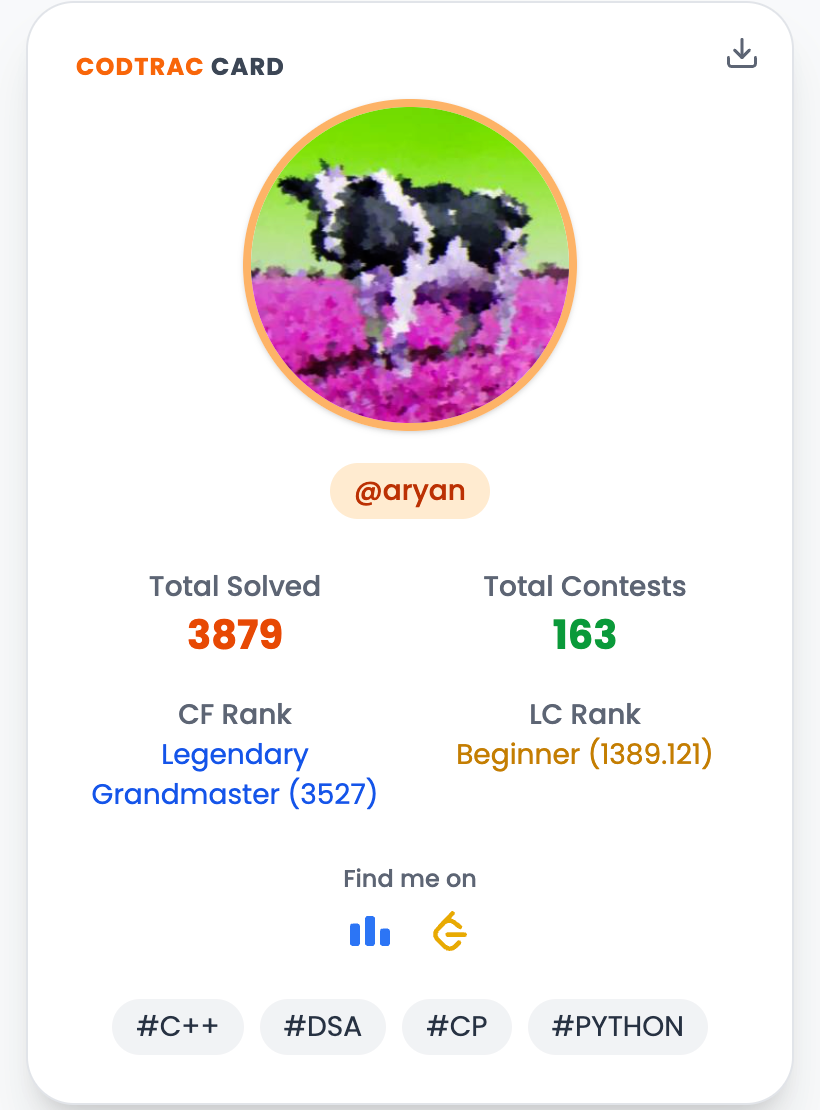 CODTRAC CARD
@aryan
Total Solved
3879
Total Contests
163
CF Rank
Legendary
Grandmaster (3527)
LC Rank
Beginner (1389.121)
Find me on
#C++ #DSA #CP #PYTHON